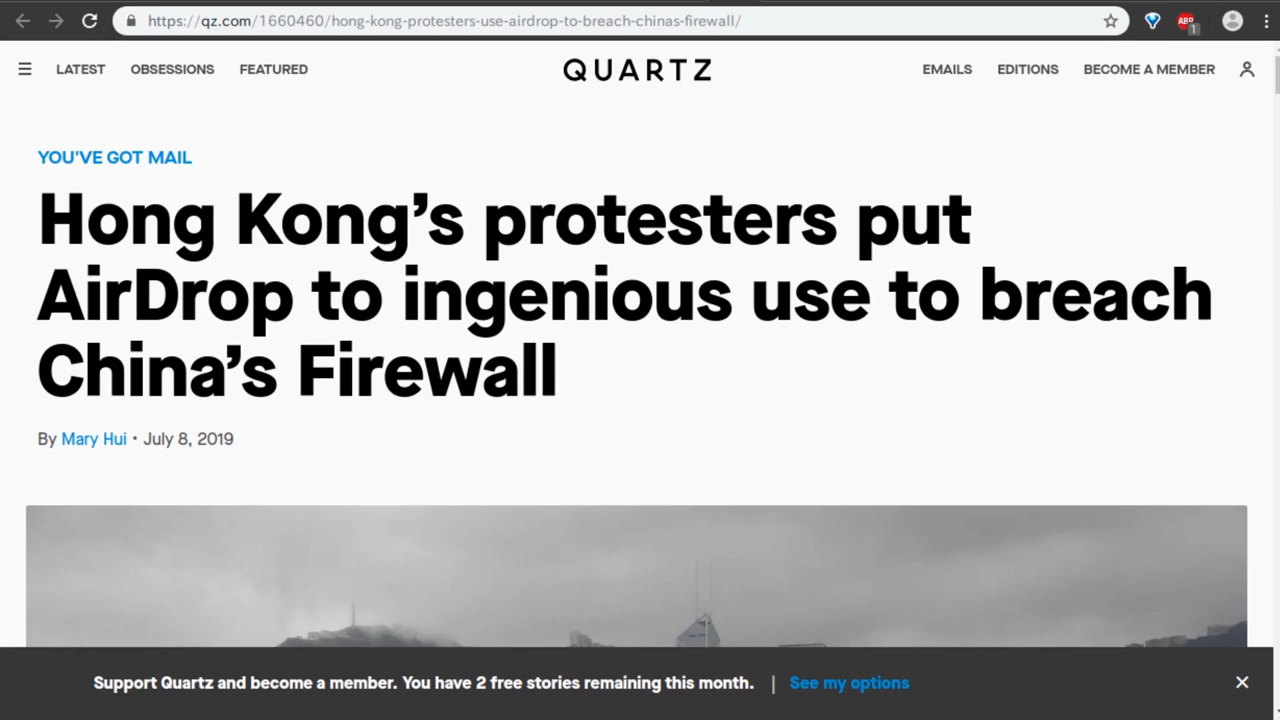 https://qz.com/1660460/hong-kong-protesters-use-airdrop-to-breach-chinas-firewall/
ABP
1
LATEST OBSESSIONS FEATURED QUARTZ EMAILS EDITIONS BECOME A MEMBER
YOU'VE GOT MAIL
Hong Kong’s protesters put
AirDrop to ingenious use to breach
China’s Firewall
By Mary Hui • July 8, 2019
Support Quartz and become a member. You have 2 free stories remaining this month. | See my options